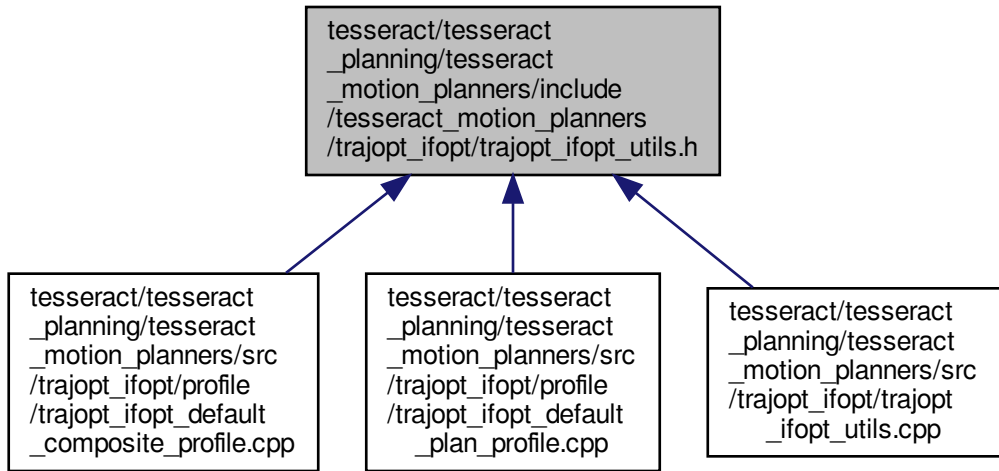 tesseract/tesseract
_planning/tesseract
_motion_planners/include
/tesseract_motion_planners
/trajopt_ifopt/trajopt_ifopt_utils.h
tesseract/tesseract
_planning/tesseract
_motion_planners/src
/trajopt_ifopt/profile
/trajopt_ifopt_default
_composite_profile.cpp
tesseract/tesseract
_planning/tesseract
_motion_planners/src
/trajopt_ifopt/profile
/trajopt_ifopt_default
_plan_profile.cpp
tesseract/tesseract
_planning/tesseract
_motion_planners/src
/trajopt_ifopt/trajopt
_ifopt_utils.cpp